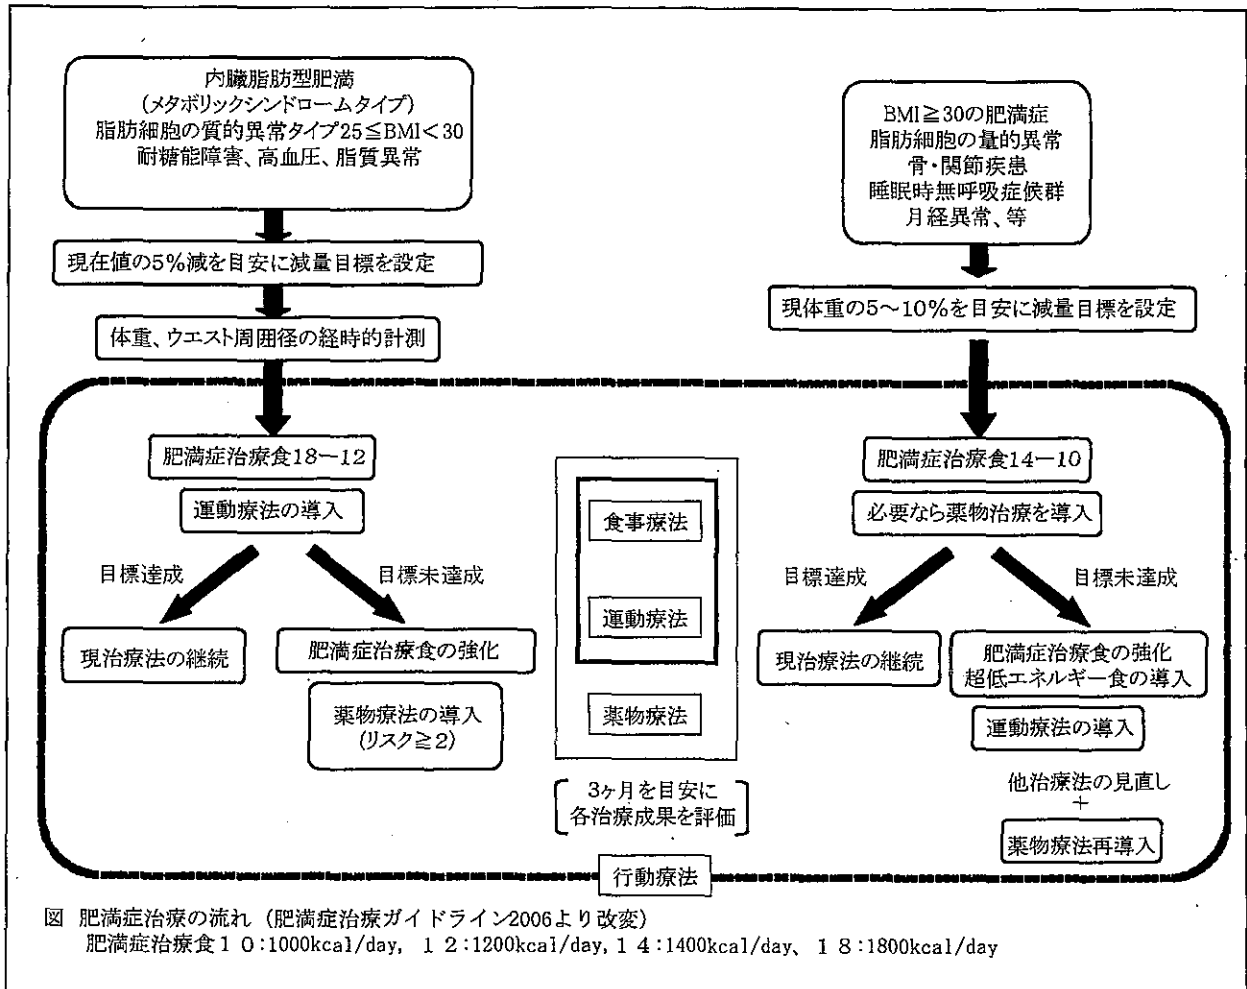 内臓脂肪型肥満
(メタボリックシンドロームタイプ)
脂肪細胞の質的異常タイプ25≦BMI<30
耐糖能障害、高血圧、脂質異常
現在値の5%減を目安に減量目標を設定
体重、ウエスト周囲径の経時的計測
肥満症治療食18−12
運動療法の導入
目標達成
目標未達成
現治療法の継続
肥満症治療食の強化
薬物療法の導入
(リスク≧2)
食事療法
運動療法
薬物療法
3ヶ月を目安に
各治療成果を評価
BMI≧30の肥満症
脂肪細胞の量的異常
骨・関節疾患
睡眠時無呼吸症候群
月経異常、等
現体重の5~10%を目安に減量目標を設定
肥満症治療食14−10
必要なら薬物治療を導入
目標達成
目標未達成
現治療法の継続
肥満症治療食の強化
超低エネルギー食の導入
運動療法の導入
他治療法の見直し
+
薬物療法再導入
行動療法
図 肥満症治療の流れ (肥満症治療ガイドライン2006より改変)
肥満症治療食10:1000kcal/day, 12:1200kcal/day, 14:1400kcal/day、 18:1800kcal/day